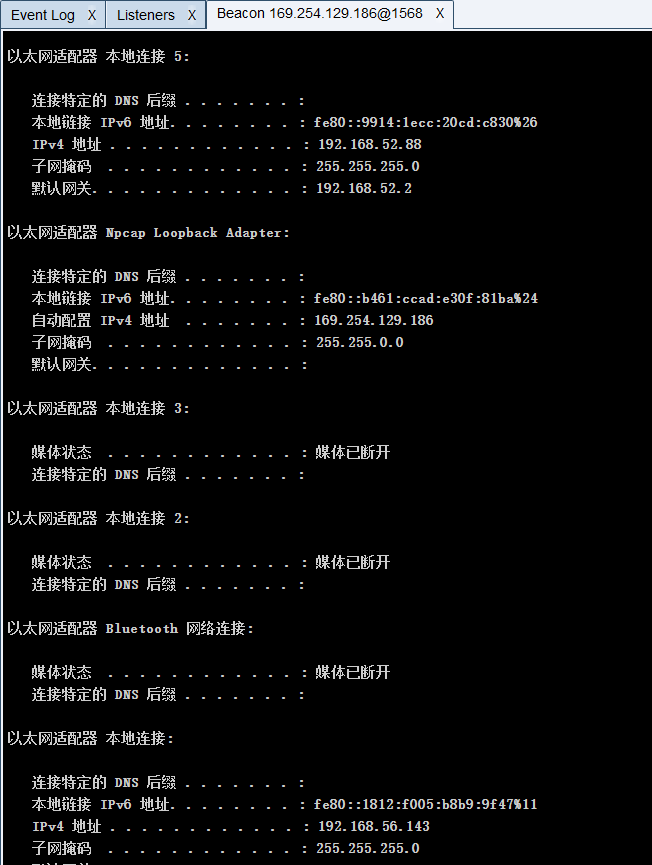 Event Log X Listeners X Beacon 169.254.129.186@1568 X
以太网适配器 本地连接 5:
连接特定的 DNS 后缀 . . . . . . . :
本地链接 IPv6 地址. . . . . . . . : fe80::9914:1ecc:20cd:c830%26
IPv4 地址 . . . . . . . . . . . . : 192.168.52.88
子网掩码 . . . . . . . . . . . . : 255.255.255.0
默认网关. . . . . . . . . . . . . : 192.168.52.2
以太网适配器 Npcap Loopback Adapter:
连接特定的 DNS 后缀 . . . . . . . :
本地链接 IPv6 地址. . . . . . . . : fe80::b461:ccad:e30f:81ba%24
自动配置 IPv4 地址 . . . . . . . : 169.254.129.186
子网掩码 . . . . . . . . . . . . : 255.255.0.0
默认网关. . . . . . . . . . . . . :
以太网适配器 本地连接 3:
媒体状态 . . . . . . . . . . . . : 媒体已断开
连接特定的 DNS 后缀 . . . . . . . :
以太网适配器 本地连接 2:
媒体状态 . . . . . . . . . . . . : 媒体已断开
连接特定的 DNS 后缀 . . . . . . . :
以太网适配器 Bluetooth 网络连接:
媒体状态 . . . . . . . . . . . . : 媒体已断开
连接特定的 DNS 后缀 . . . . . . . :
以太网适配器 本地连接:
连接特定的 DNS 后缀 . . . . . . . :
本地链接 IPv6 地址. . . . . . . . : fe80::1812:f005:b8b9:9f47%11
IPv4 地址 . . . . . . . . . . . . : 192.168.56.143
子网掩码 . . . . . . . . . . . . : 255.255.255.0